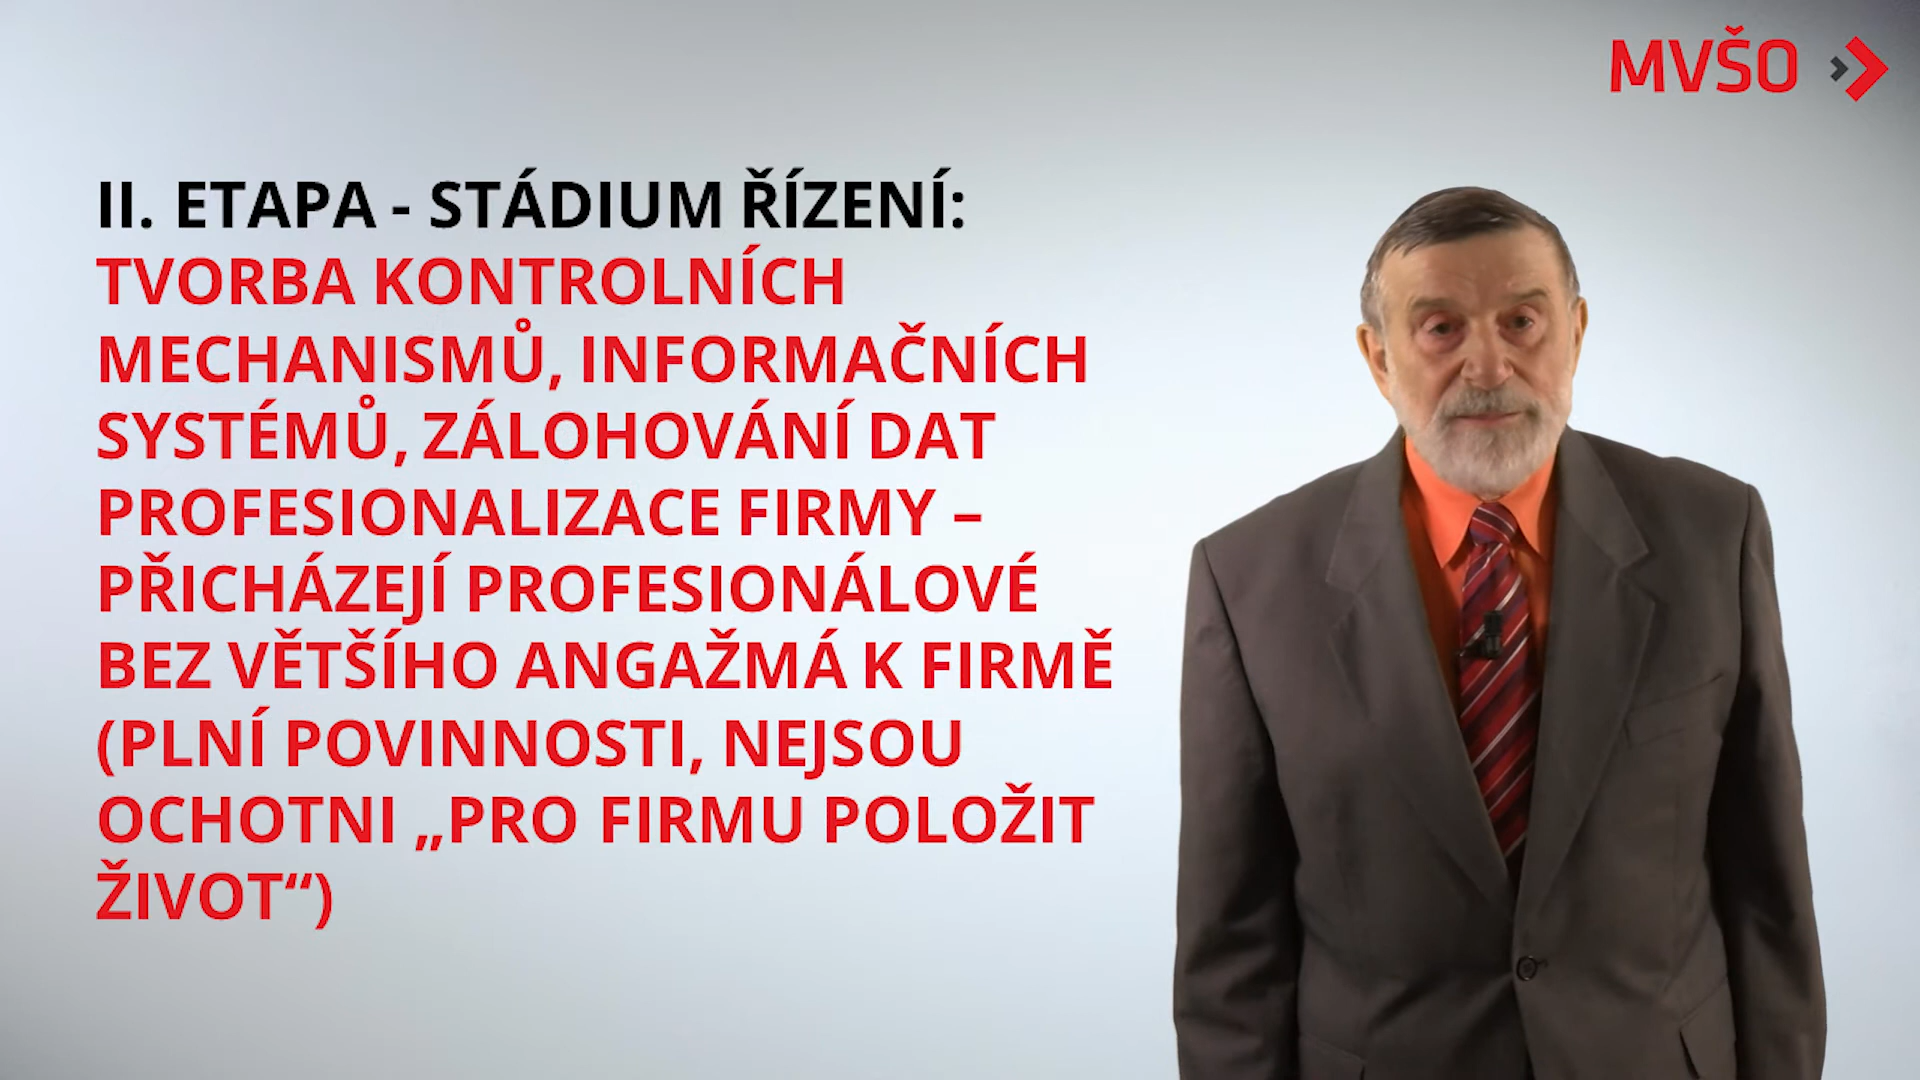 MVŠO
II. ETAPA - STÁDIUM ŘÍZENÍ:
TVORBA KONTROLNÍCH
MECHANISMŮ, INFORMAČNÍCH
SYSTÉMŮ, ZÁLOHOVÁNÍ DAT
PROFESIONALIZACE FIRMY –
PŘICHÁZEJÍ PROFESIONÁLOVÉ
BEZ VĚTŠÍHO ANGAŽMÁ K FIRMĚ
(PLNÍ POVINNOSTI, NEJSOU
OCHOTNI „PRO FIRMU POLOŽIT
ŽIVOT“)